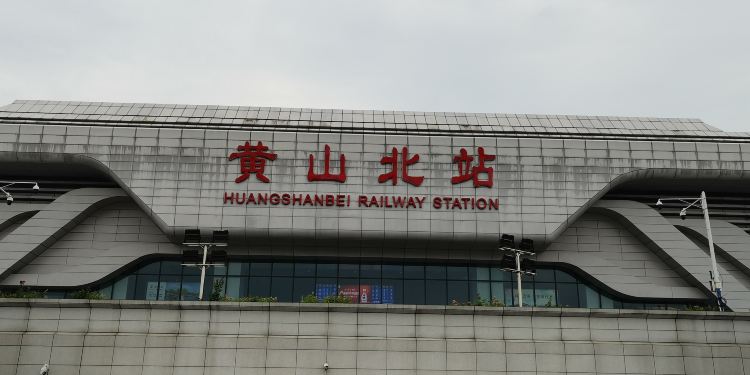 黄山北站
HUANGSHANBEI RAILWAY STATION